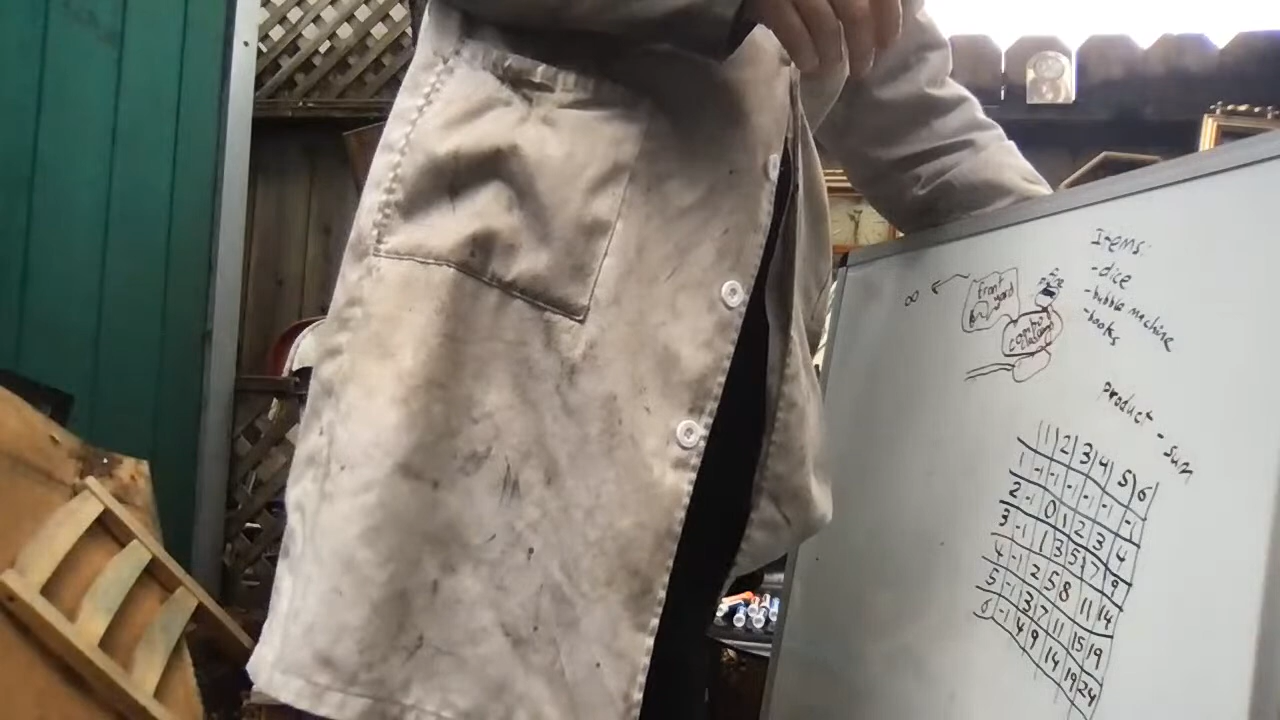 Items:
-dice
-bubble machine
-books
∞
front
yard
product - sum
1 2 3 4 5 6
1 -1 -1 -1 -1 -1 -1
2 -1 0 1 2 3 4
3 -1 1 3 5 7 9
4 -1 2 5 8 11 14
5 -1 3 7 11 15 19
6 -1 4 9 14 19 24